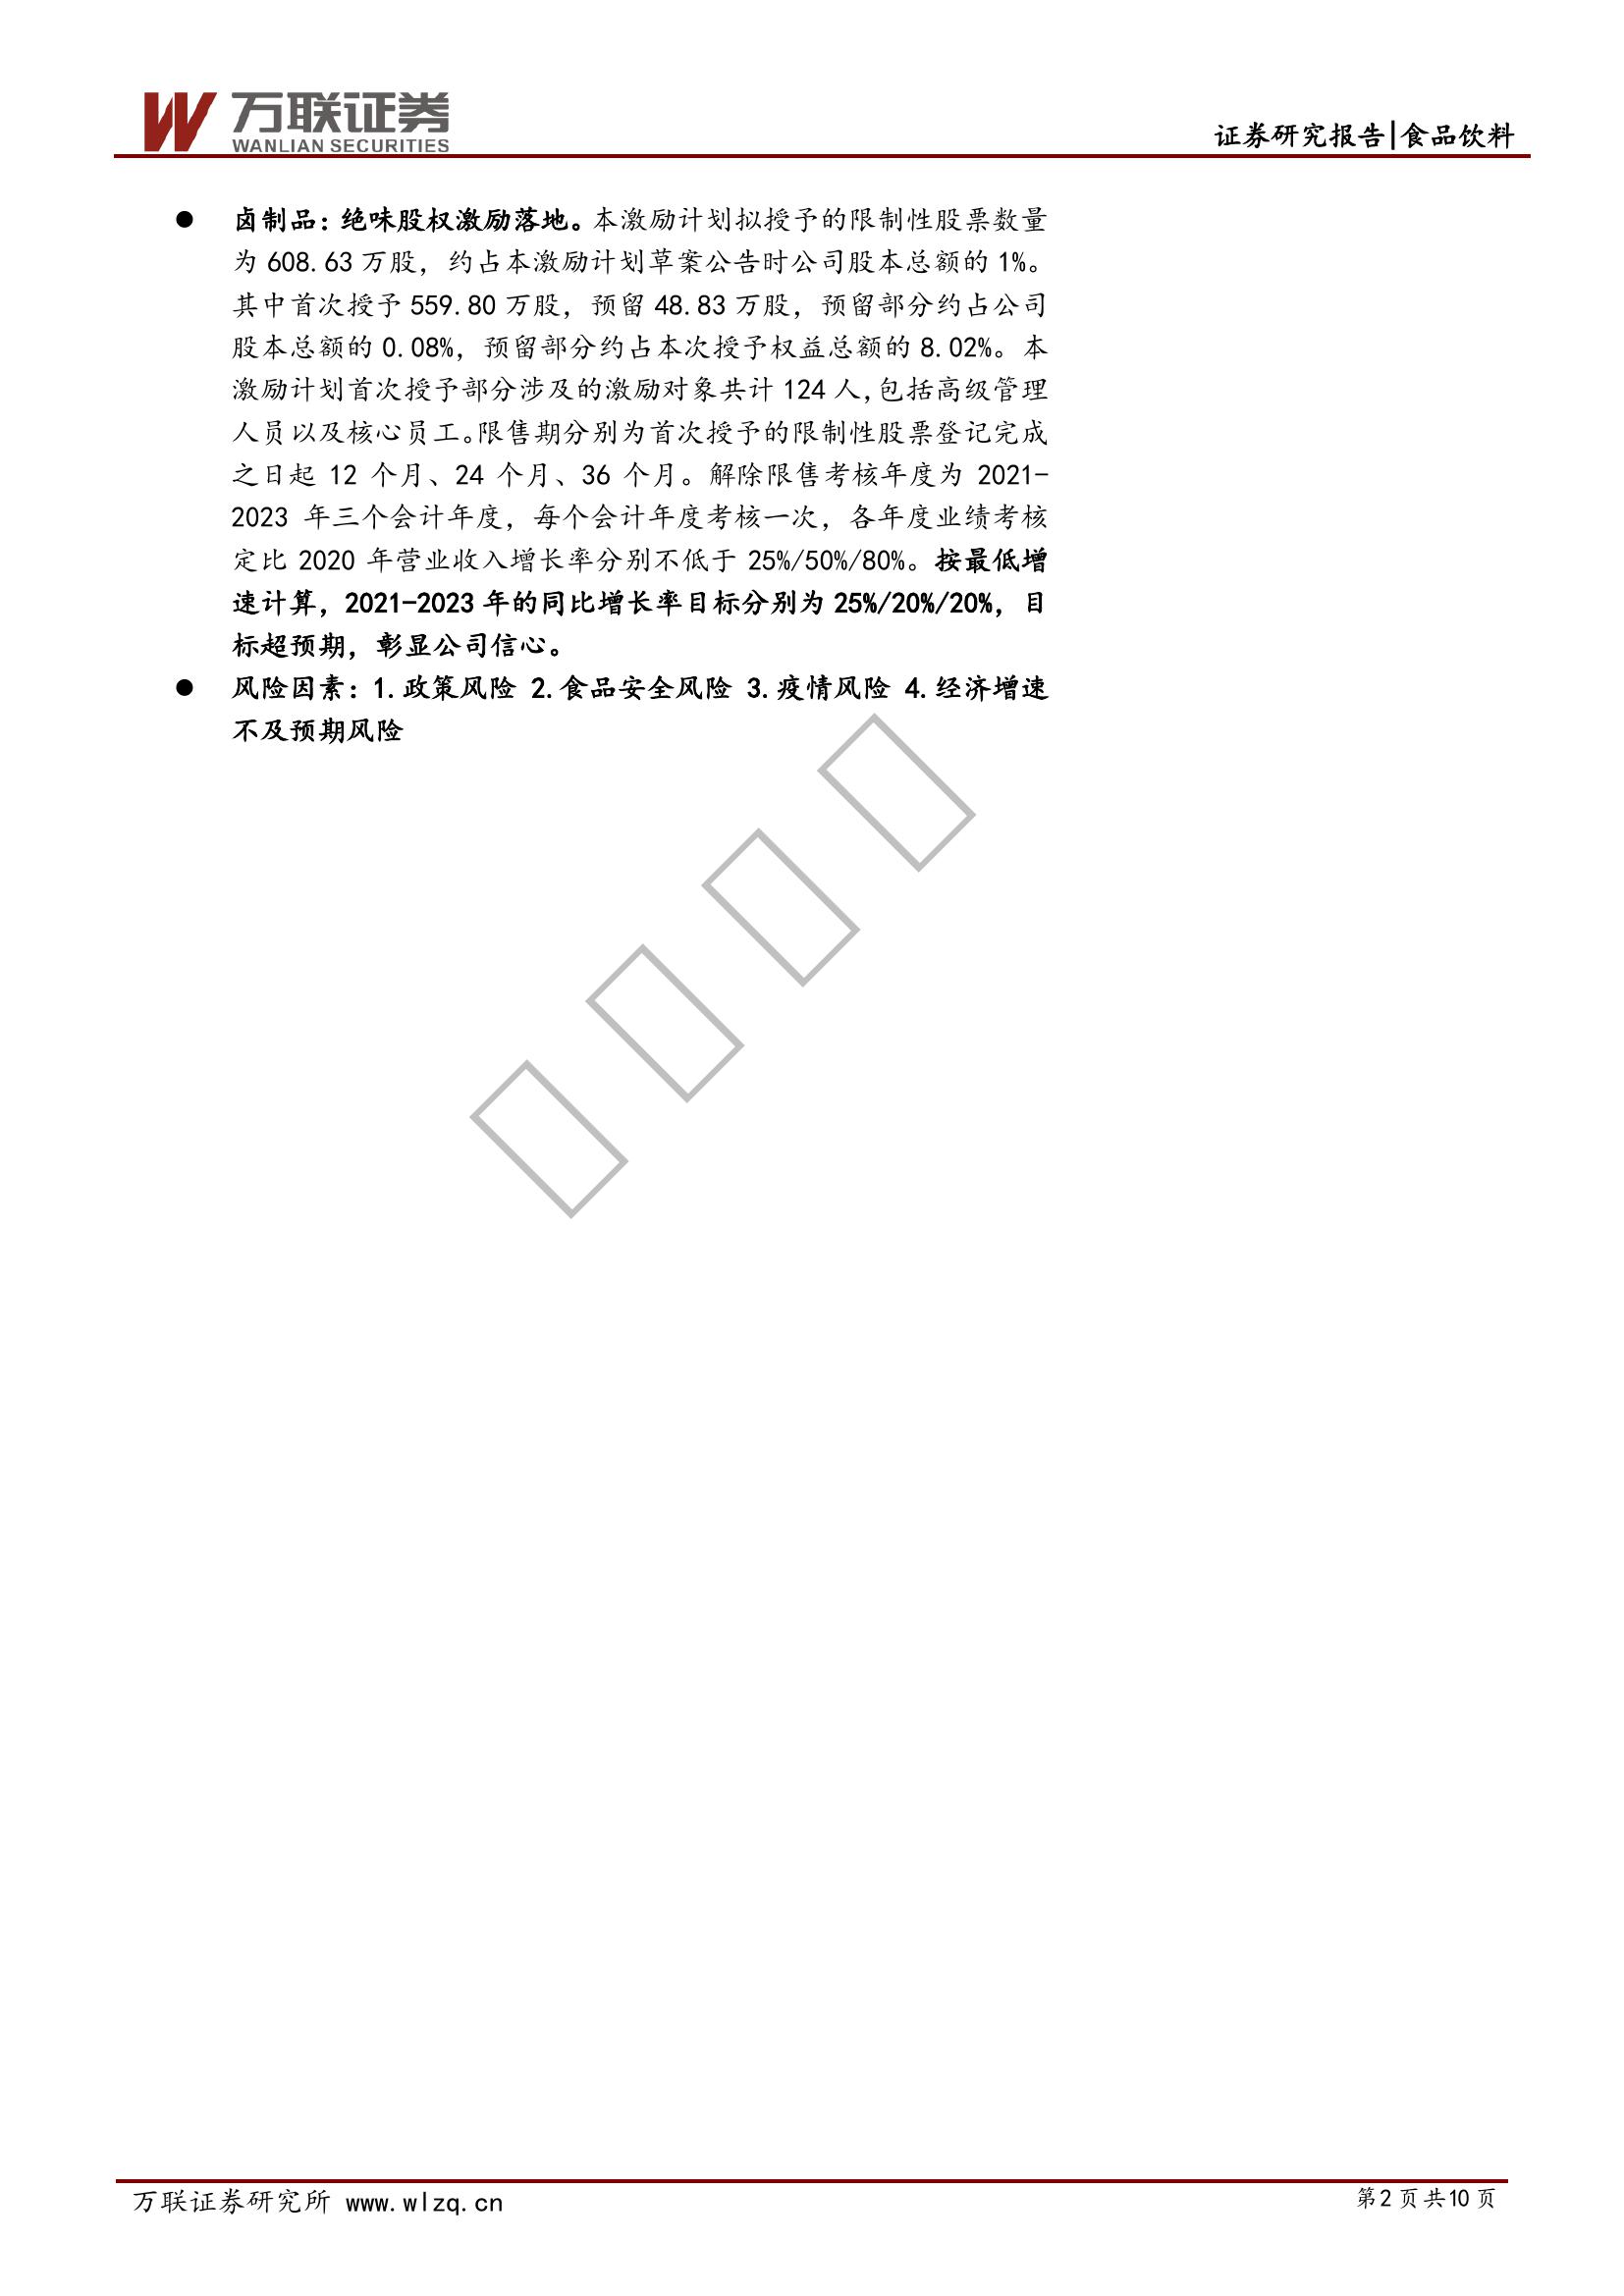 万联证券
WANLIAN SECURITIES
证券研究报告|食品饮料
● 卤制品：绝味股权激励落地。本激励计划拟授予的限制性股票数量
为 608.63 万股，约占本激励计划草案公告时公司股本总额的 1%。
其中首次授予 559.80 万股，预留 48.83 万股，预留部分约占公司
股本总额的 0.08%，预留部分约占本次授予权益总额的 8.02%。本
激励计划首次授予部分涉及的激励对象共计 124 人,包括高级管理
人员以及核心员工。限售期分别为首次授予的限制性股票登记完成
之日起 12 个月、24 个月、36 个月。解除限售考核年度为 2021-
2023 年三个会计年度，每个会计年度考核一次，各年度业绩考核
定比 2020 年营业收入增长率分别不低于 25%/50%/80%。按最低增
速计算，2021-2023 年的同比增长率目标分别为 25%/20%/20%，目
标超预期，彰显公司信心。
● 风险因素：1.政策风险 2.食品安全风险 3.疫情风险 4.经济增速
不及预期风险
万联证券研究所 www.wlzq.cn
第2 页 共10 页